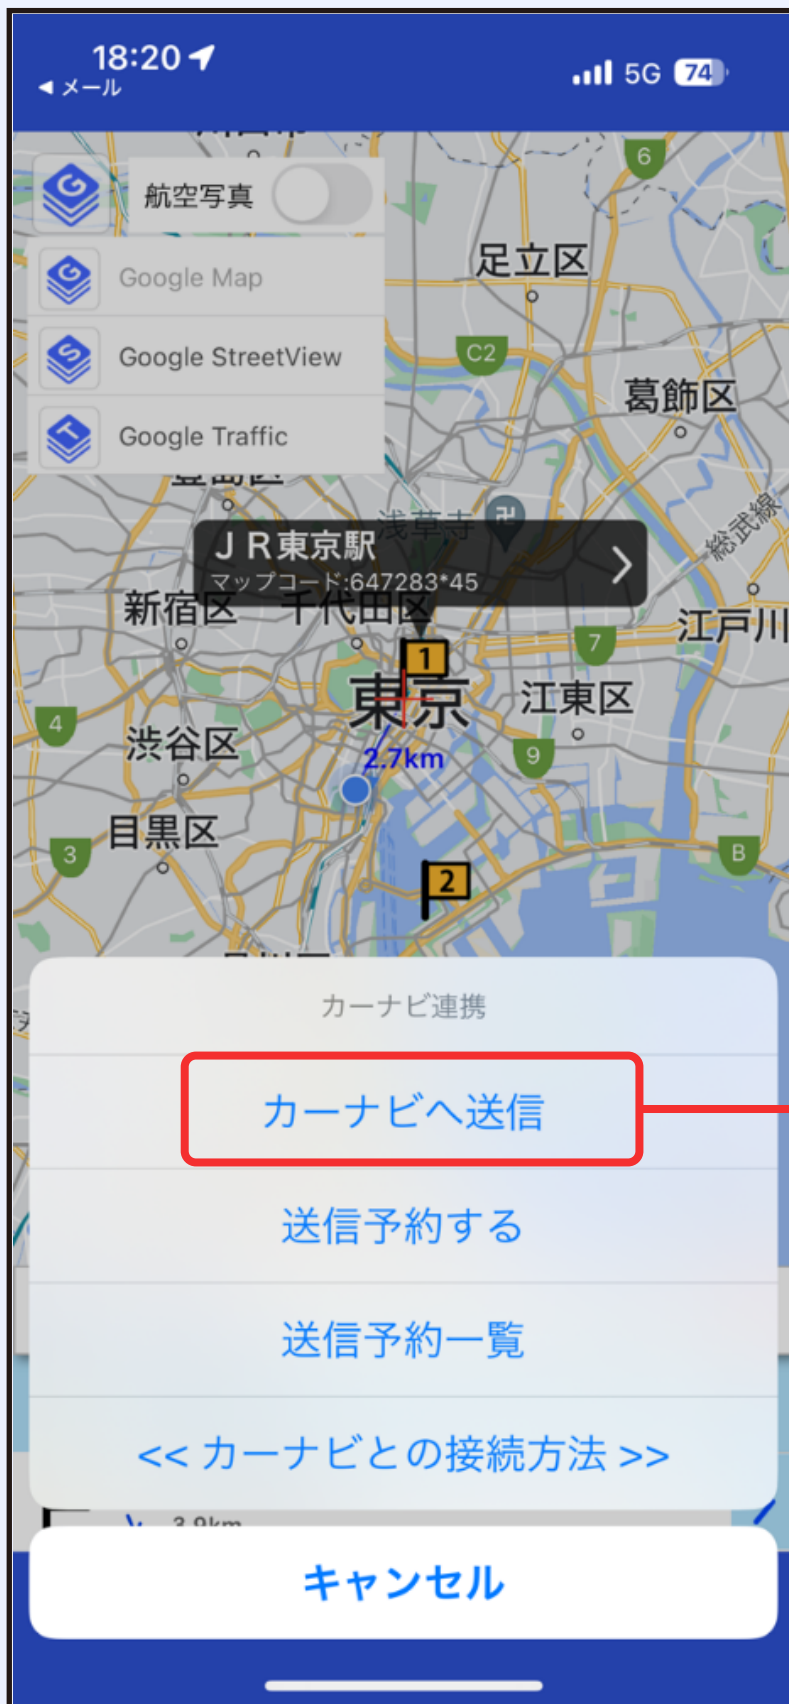 18:20
メール
5G 74
航空写真
Google Map
Google StreetView
Google Traffic
6
足立区
C2
葛飾区
浅草寺
総武線
JR東京駅
マップコード:647283*45
新宿区
千代田区
江戸川
7
1
東京
江東区
4
渋谷区
2.7km
9
目黒区
3
B
2
カーナビ連携
カーナビへ送信
送信予約する
送信予約一覧
<< カーナビとの接続方法 >>
3.9km
キャンセル